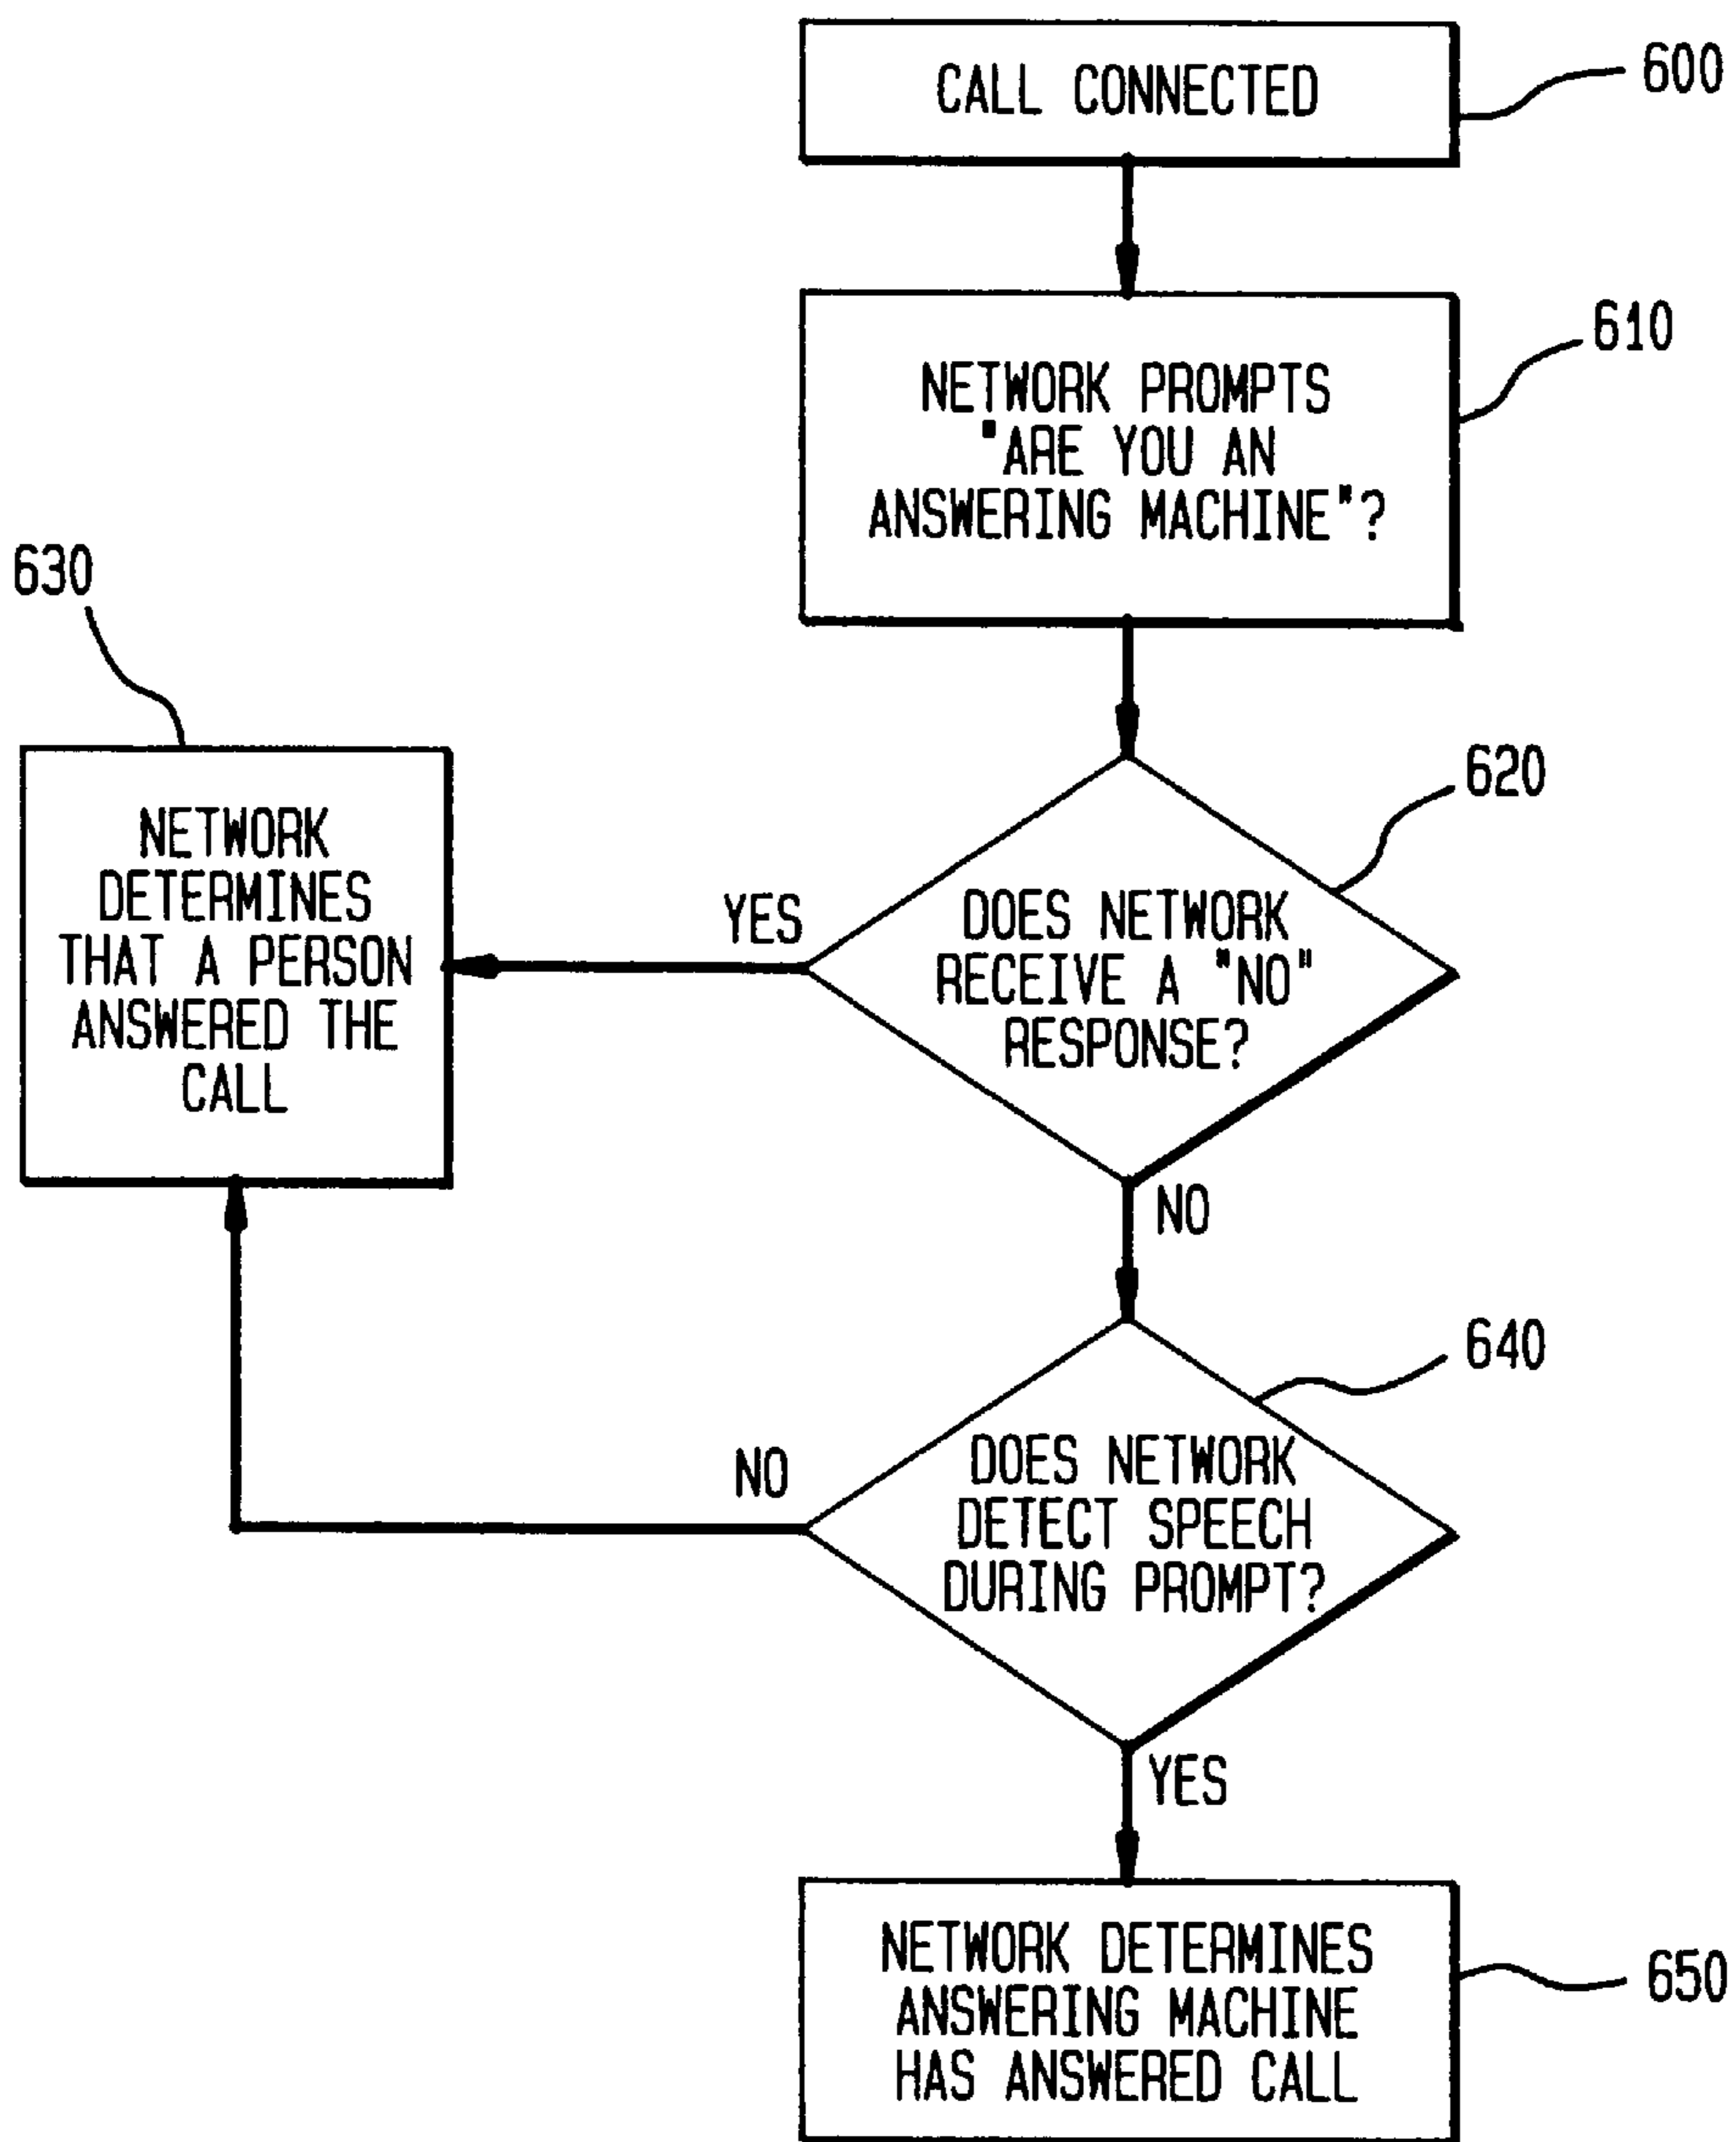 CALL CONNECTED
600
NETWORK PROMPTS
"ARE YOU AN
ANSWERING MACHINE"?
610
630
NETWORK
DETERMINES
THAT A PERSON
ANSWERED THE
CALL
YES
DOES NETWORK
RECEIVE A "NO"
RESPONSE?
620
NO
NO
DOES NETWORK
DETECT SPEECH
DURING PROMPT?
640
YES
NETWORK DETERMINES
ANSWERING MACHINE
HAS ANSWERED CALL
650